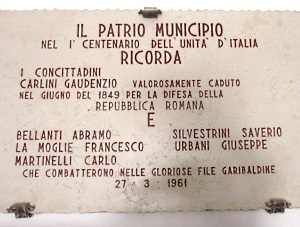 IL PATRIO MUNICIPIO
NEL I° CENTENARIO DELL'UNITA' D'ITALIA
RICORDA
I CONCITTADINI
CARLINI GAUDENZIO VALOROSAMENTE CADUTO
NEL GIUGNO DEL 1849 PER LA DIFESA DELLA
REPUBBLICA ROMANA
E
BELLANTI ABRAMO SILVESTRINI SAVERIO
LA MOGLIE FRANCESCO URBANI GIUSEPPE
MARTINELLI CARLO
CHE COMBATTERONO NELLE GLORIOSE FILE GARIBALDINE
27-3-1961